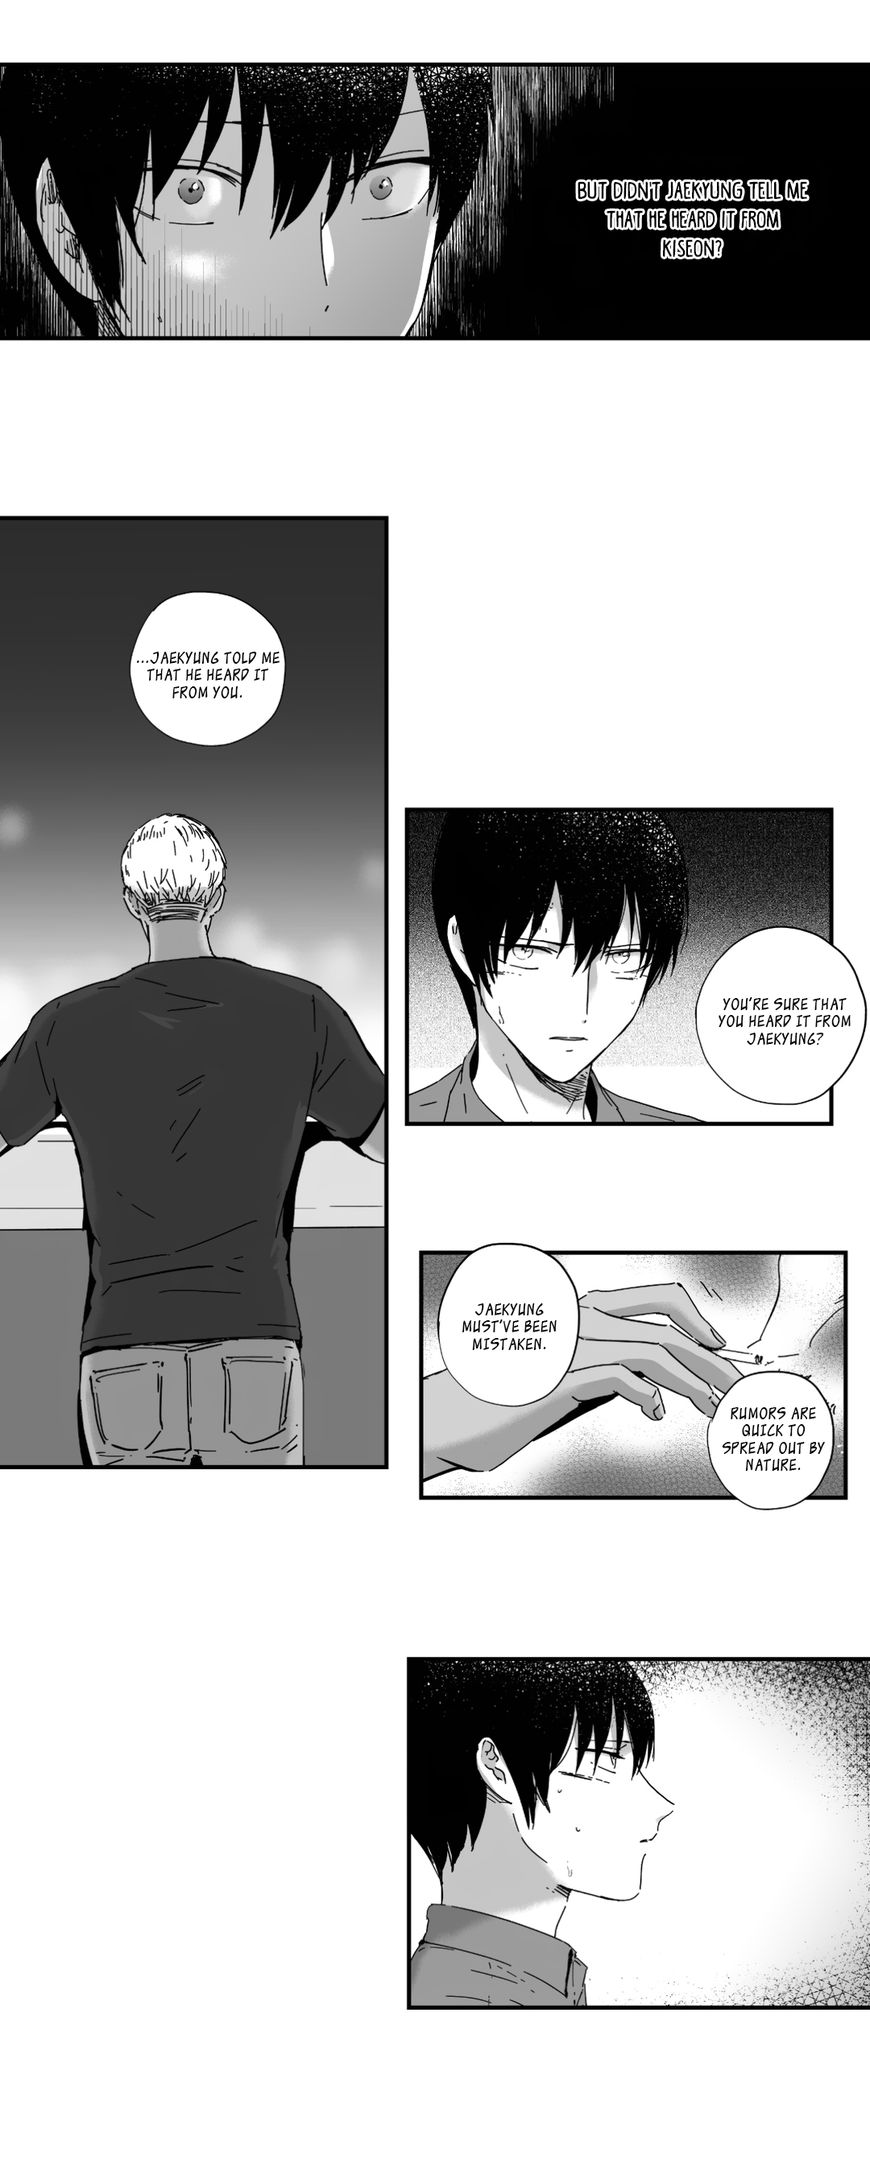 BUT DIDN'T JAEKYUNG TELL ME
THAT HE HEARD IT FROM
KISEON?
...JAEKYUNG TOLD ME
THAT HE HEARD IT
FROM YOU.
YOU'RE SURE THAT
YOU HEARD IT FROM
JAEKYUNG?
JAEKYUNG
MUST'VE BEEN
MISTAKEN.
RUMORS ARE
QUICK TO
SPREAD OUT BY
NATURE.